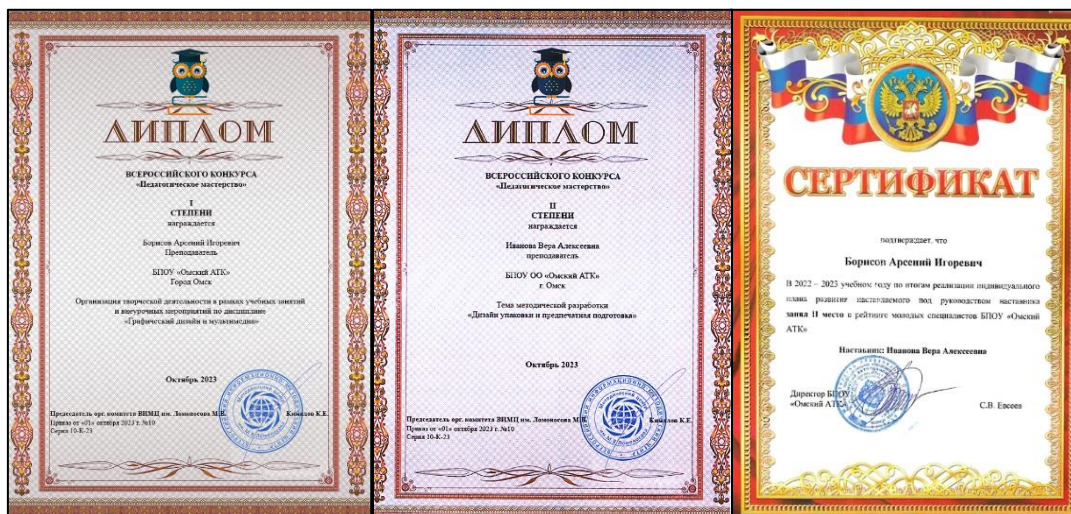 ДИПЛОМ
ВСЕРОССИЙСКОГО КОНКУРСА
«Педагогическое мастерство»
I
СТЕПЕНИ
награждается
Борисов Арсений Игоревич
Преподаватель
БПОУ «Омский АТК»
Город Омск
Организация творческой деятельности в рамках учебных занятий
и внеурочных мероприятий по дисциплине
«Графический дизайн и мультимедиа»
Октябрь 2023
Председатель орг. комитета ВНМЦ им. Ломоносова М.В.
Приказ от «01» октября 2023 г. №10
Серия 10-К-23
ДИПЛОМ
ВСЕРОССИЙСКОГО КОНКУРСА
«Педагогическое мастерство»
II
СТЕПЕНИ
награждается
Иванова Вера Алексеевна
преподаватель
БПОУ ОО «Омский АТК»
г. Омск
Тема методической разработки
«Дизайн упаковки и предпечатная подготовка»
Октябрь 2023
Председатель орг. комитета ВНМЦ им. Ломоносова М.В.
Приказ от «01» октября 2023 г. №10
Серия 10-К-23
СЕРТИФИКАТ
подтверждает, что
Борисов Арсений Игоревич
В 2022 – 2023 учебном году по итогам реализации индивидуального
плана развития наставляемого под руководством наставника
занял II место в рейтинге молодых специалистов БПОУ «Омский
АТК»
Наставник: Иванова Вера Алексеевна
Директор БПОУ
«Омский АТК»
С.В. Евсеев